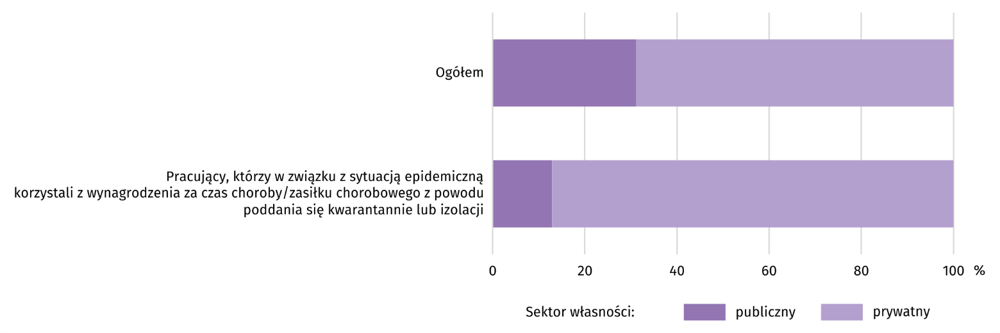 Ogółem
Pracujący, którzy w związku z sytuacją epidemiczną
korzystali z wynagrodzenia za czas choroby/zasiłku chorobowego z powodu
poddania się kwarantannie lub izolacji
0 20 40 60 80 100 %
Sektor własności: publiczny prywatny